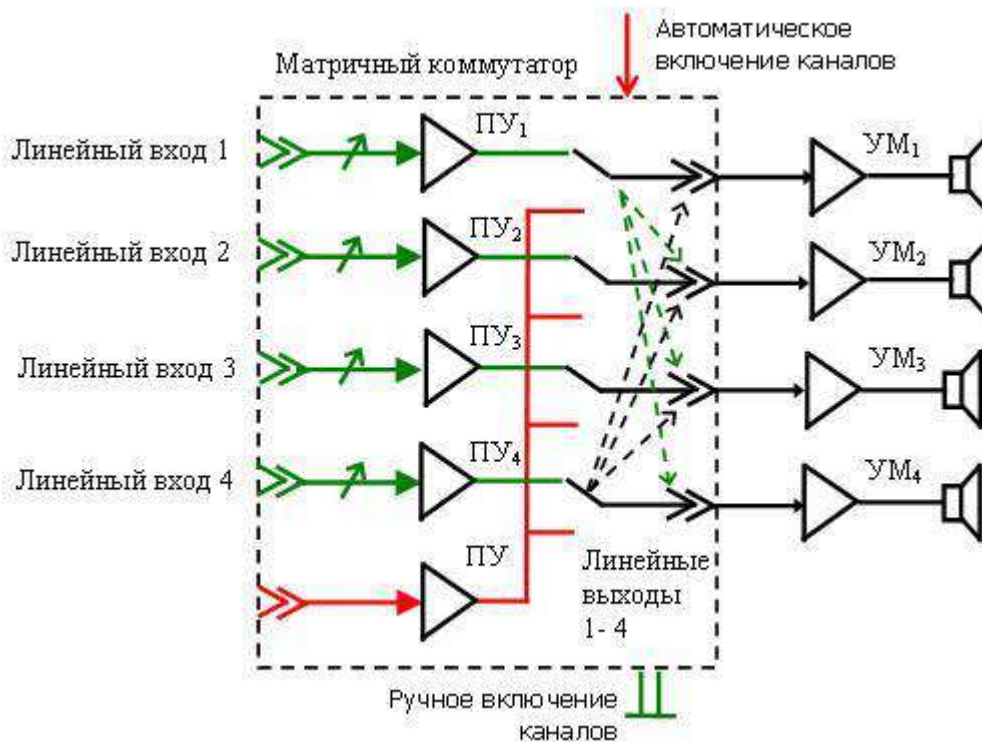 Автоматическое
включение каналов
Матричный коммутатор
Линейный вход 1
ПУ1
УМ1
Линейный вход 2
ПУ2
УМ2
Линейный вход 3
ПУ3
УМ3
Линейный вход 4
ПУ4
УМ4
ПУ
Линейные
выходы
1- 4
Ручное включение
каналов